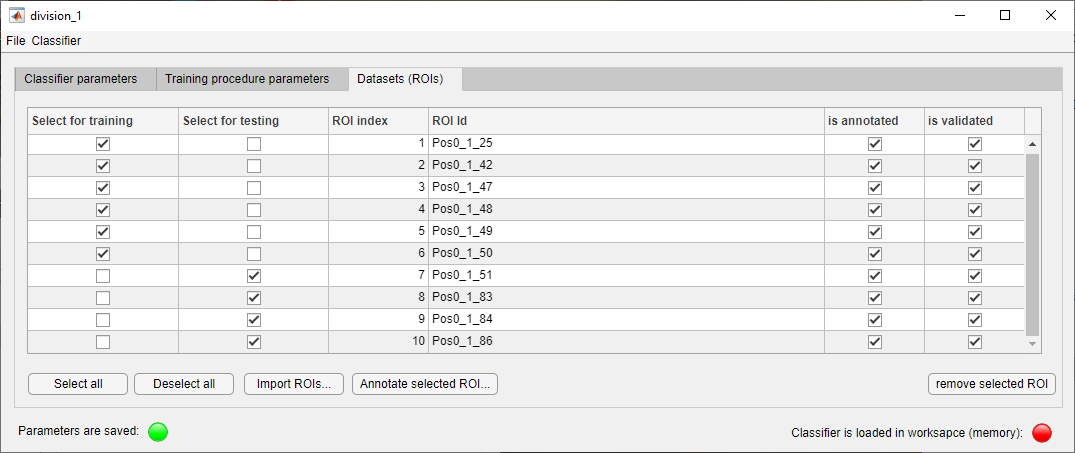 division_1
File Classifier
Classifier parameters Training procedure parameters Datasets (ROIs)
Select for training Select for testing ROI index ROI Id is annotated is validated
1 Pos0_1_25
2 Pos0_1_42
3 Pos0_1_47
4 Pos0_1_48
5 Pos0_1_49
6 Pos0_1_50
7 Pos0_1_51
8 Pos0_1_83
9 Pos0_1_84
10 Pos0_1_86
Select all Deselect all Import ROIs... Annotate selected ROI... remove selected ROI
Parameters are saved: Classifier is loaded in worksapce (memory):